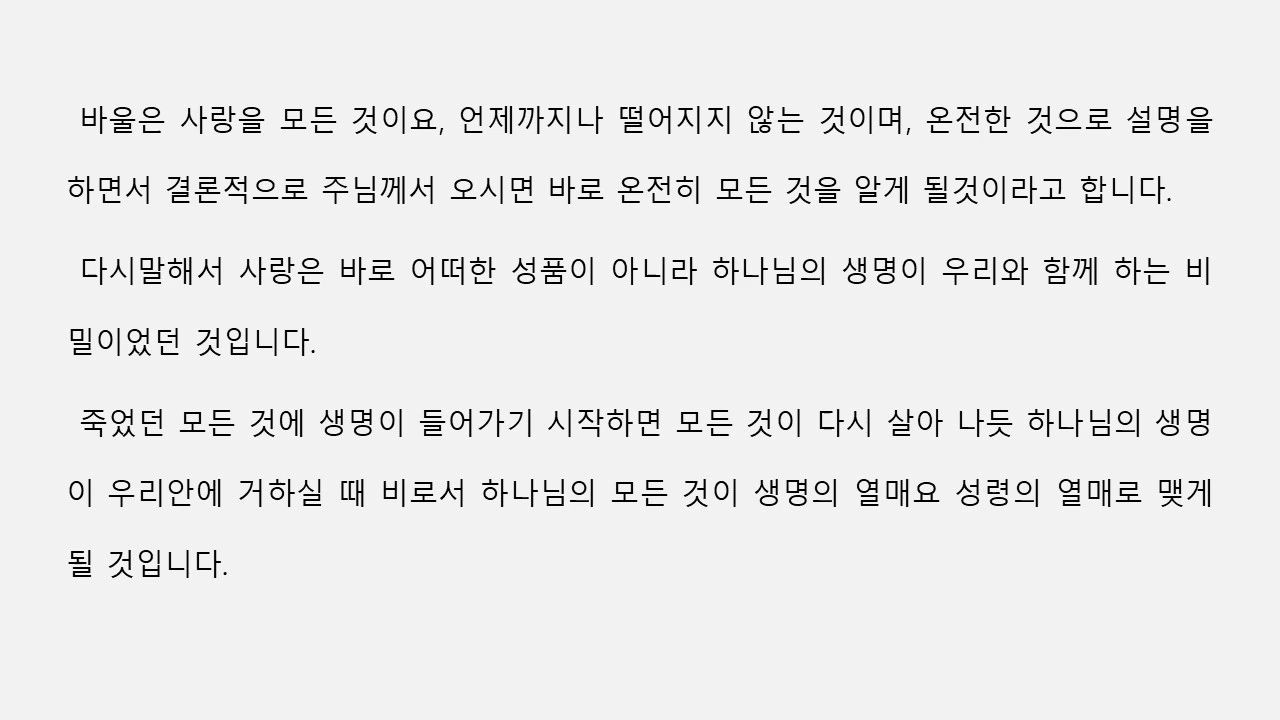 바울은 사랑을 모든 것이요, 언제까지나 떨어지지 않는 것이며, 온전한 것으로 설명을
하면서 결론적으로 주님께서 오시면 바로 온전히 모든 것을 알게 될것이라고 합니다.
다시말해서 사랑은 바로 어떠한 성품이 아니라 하나님의 생명이 우리와 함께 하는 비
밀이었던 것입니다.
죽었던 모든 것에 생명이 들어가기 시작하면 모든 것이 다시 살아 나듯 하나님의 생명
이 우리안에 거하실 때 비로서 하나님의 모든 것이 생명의 열매요 성령의 열매로 맺게
될 것입니다.